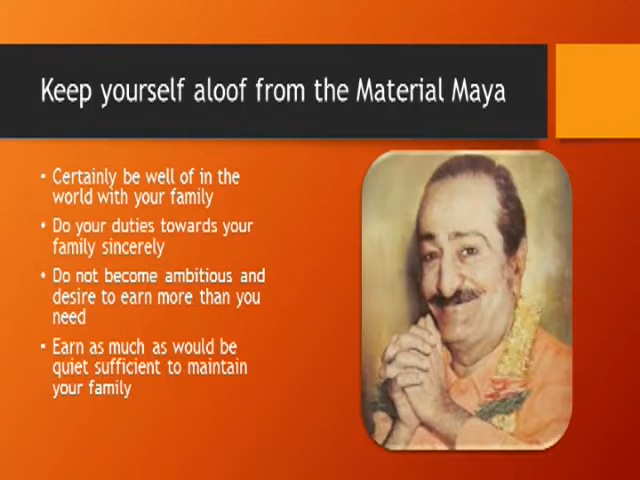 Keep yourself aloof from the Material Maya
Certainly be well of in the
world with your family
Do your duties towards your
family sincerely
Do not become ambitious and
desire to earn more than you
need
Earn as much as would be
quiet sufficient to maintain
your family